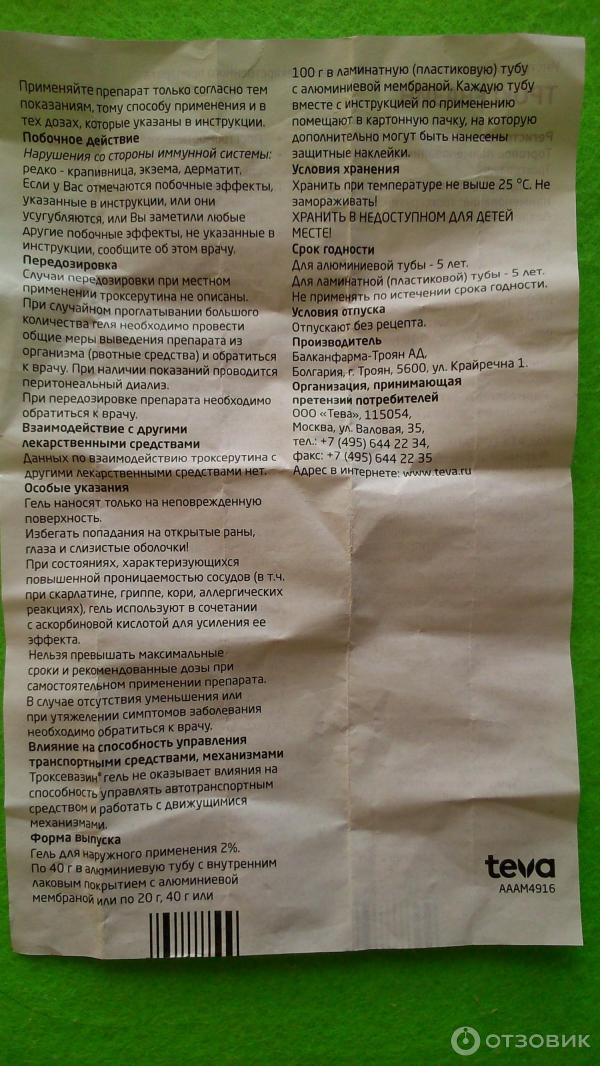 Применяйте препарат только согласно тем
показаниям, тому способу применения и в
тех дозах, которые указаны в инструкции.
Побочное действие
Нарушения со стороны иммунной системы:
редко - крапивница, экзема, дерматит.
Если у Вас отмечаются побочные эффекты,
указанные в инструкции, или они
усугубляются, или Вы заметили любые
другие побочные эффекты, не указанные в
инструкции, сообщите об этом врачу.
Передозировка
Случаи передозировки при местном
применении троксерутина не описаны.
При случайном проглатывании большого
количества геля необходимо провести
общие меры выведения препарата из
организма (рвотные средства) и обратиться
к врачу. При наличии показаний проводится
перитонеальный диализ.
При передозировке препарата необходимо
обратиться к врачу.
Взаимодействие с другими
лекарственными средствами
Данных по взаимодействию троксерутина с
другими лекарственными средствами нет.
Особые указания
Гель наносят только на неповрежденную
поверхность.
Избегать попадания на открытые раны,
глаза и слизистые оболочки!
При состояниях, характеризующихся
повышенной проницаемостью сосудов (в т.ч.
при скарлатине, гриппе, кори, аллергических
реакциях), гель используют в сочетании
с аскорбиновой кислотой для усиления ее
эффекта.
Нельзя превышать максимальные
сроки и рекомендованные дозы при
самостоятельном применении препарата.
В случае отсутствия уменьшения или
при утяжелении симптомов заболевания
необходимо обратиться к врачу.
Влияние на способность управления
транспортными средствами, механизмами
Троксевазин® гель не оказывает влияния на
способность управлять автотранспортным
средством и работать с движущимися
механизмами.
Форма выпуска
Гель для наружного применения 2%.
По 40 г в алюминиевую тубу с внутренним
лаковым покрытием с алюминиевой
мембраной или по 20 г, 40 г или
100 г в ламинатную (пластиковую) тубу
с алюминиевой мембраной. Каждую тубу
вместе с инструкцией по применению
помещают в картонную пачку, на которую
дополнительно могут быть нанесены
защитные наклейки.
Условия хранения
Хранить при температуре не выше 25 °C. Не
замораживать!
ХРАНИТЬ В НЕДОСТУПНОМ ДЛЯ ДЕТЕЙ
МЕСТЕ!
Срок годности
Для алюминиевой тубы - 5 лет.
Для ламинатной (пластиковой) тубы - 5 лет.
Не применять по истечении срока годности.
Условия отпуска
Отпускают без рецепта.
Производитель
Балканфарма-Троян АД,
Болгария, г. Троян, 5600, ул. Крайречна 1.
Организация, принимающая
претензии потребителей
ООО «Тева», 115054,
Москва, ул. Валовая, 35,
тел.: +7 (495) 644 22 34,
факс: +7 (495) 644 22 35
Адрес в интернете: www.teva.ru
teva
AAAM4916
ОТЗОВИК